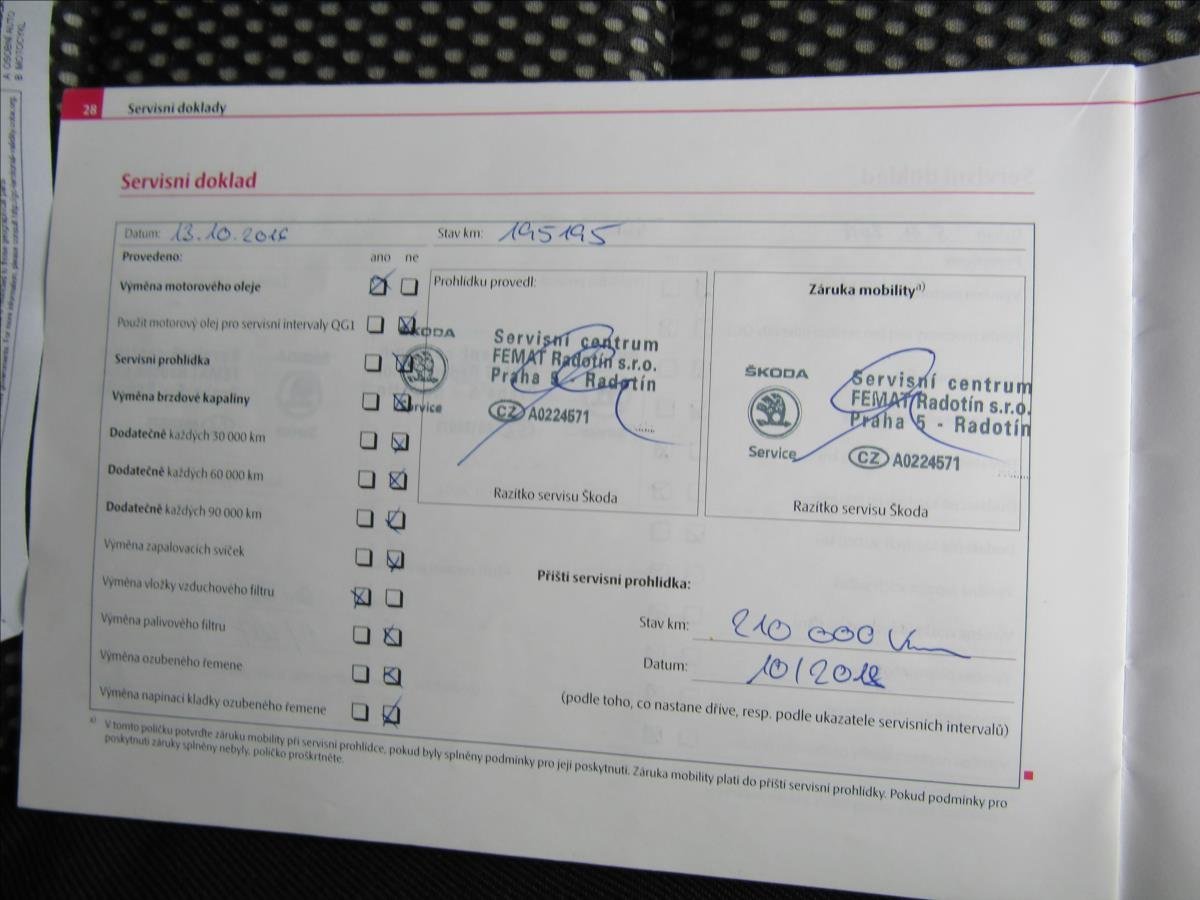 A: OSOBNÍ AUTO
B: MOTOCYKL
28 Servisní doklady
Servisní doklad
Datum: 13.10.2016 Stav km: 195195
Provedeno: ano ne
Výměna motorového oleje
Použit motorový olej pro servisní intervaly QG1
Servisní prohlídka
Výměna brzdové kapaliny
Dodatečně každých 30 000 km
Dodatečně každých 60 000 km
Dodatečně každých 90 000 km
Výměna zapalovacích svíček
Výměna vložky vzduchového filtru
Výměna palivového filtru
Výměna ozubeného řemene
Výměna napínací kladky ozubeného řemene
Prohlídku provedl:
ŠKODA
Service
Servisní centrum
FEMAT Radotín s.r.o.
Praha 5 - Radotín
CZ A0224571
Razítko servisu Škoda
Záruka mobility a)
ŠKODA
Service
Servisní centrum
FEMAT Radotín s.r.o.
Praha 5 - Radotín
CZ A0224571
Razítko servisu Škoda
Příští servisní prohlídka:
Stav km: 210 000 km
Datum: 10/2018
(podle toho, co nastane dříve, resp. podle ukazatele servisních intervalů)
a) V tomto políčku potvrďte záruku mobility při servisní prohlídce, pokud byly splněny podmínky pro její poskytnutí. Záruka mobility platí do příští servisní prohlídky. Pokud podmínky pro
poskytnutí záruky splněny nebyly, políčko proškrtněte.